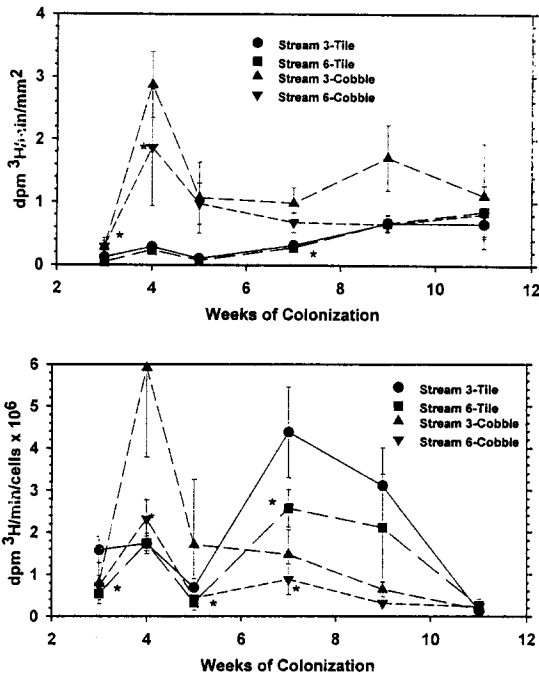 4
3
2
1
0
dpm ³H/min/mm²
Stream 3-Tile
Stream 6-Tile
Stream 3-Cobble
Stream 6-Cobble
*
*
*
2 4 6 8 10 12
Weeks of Colonization
6
5
4
3
2
1
0
dpm ³H/min/cells x 10⁶
Stream 3-Tile
Stream 6-Tile
Stream 3-Cobble
Stream 6-Cobble
*
*
*
*
*
2 4 6 8 10 12
Weeks of Colonization